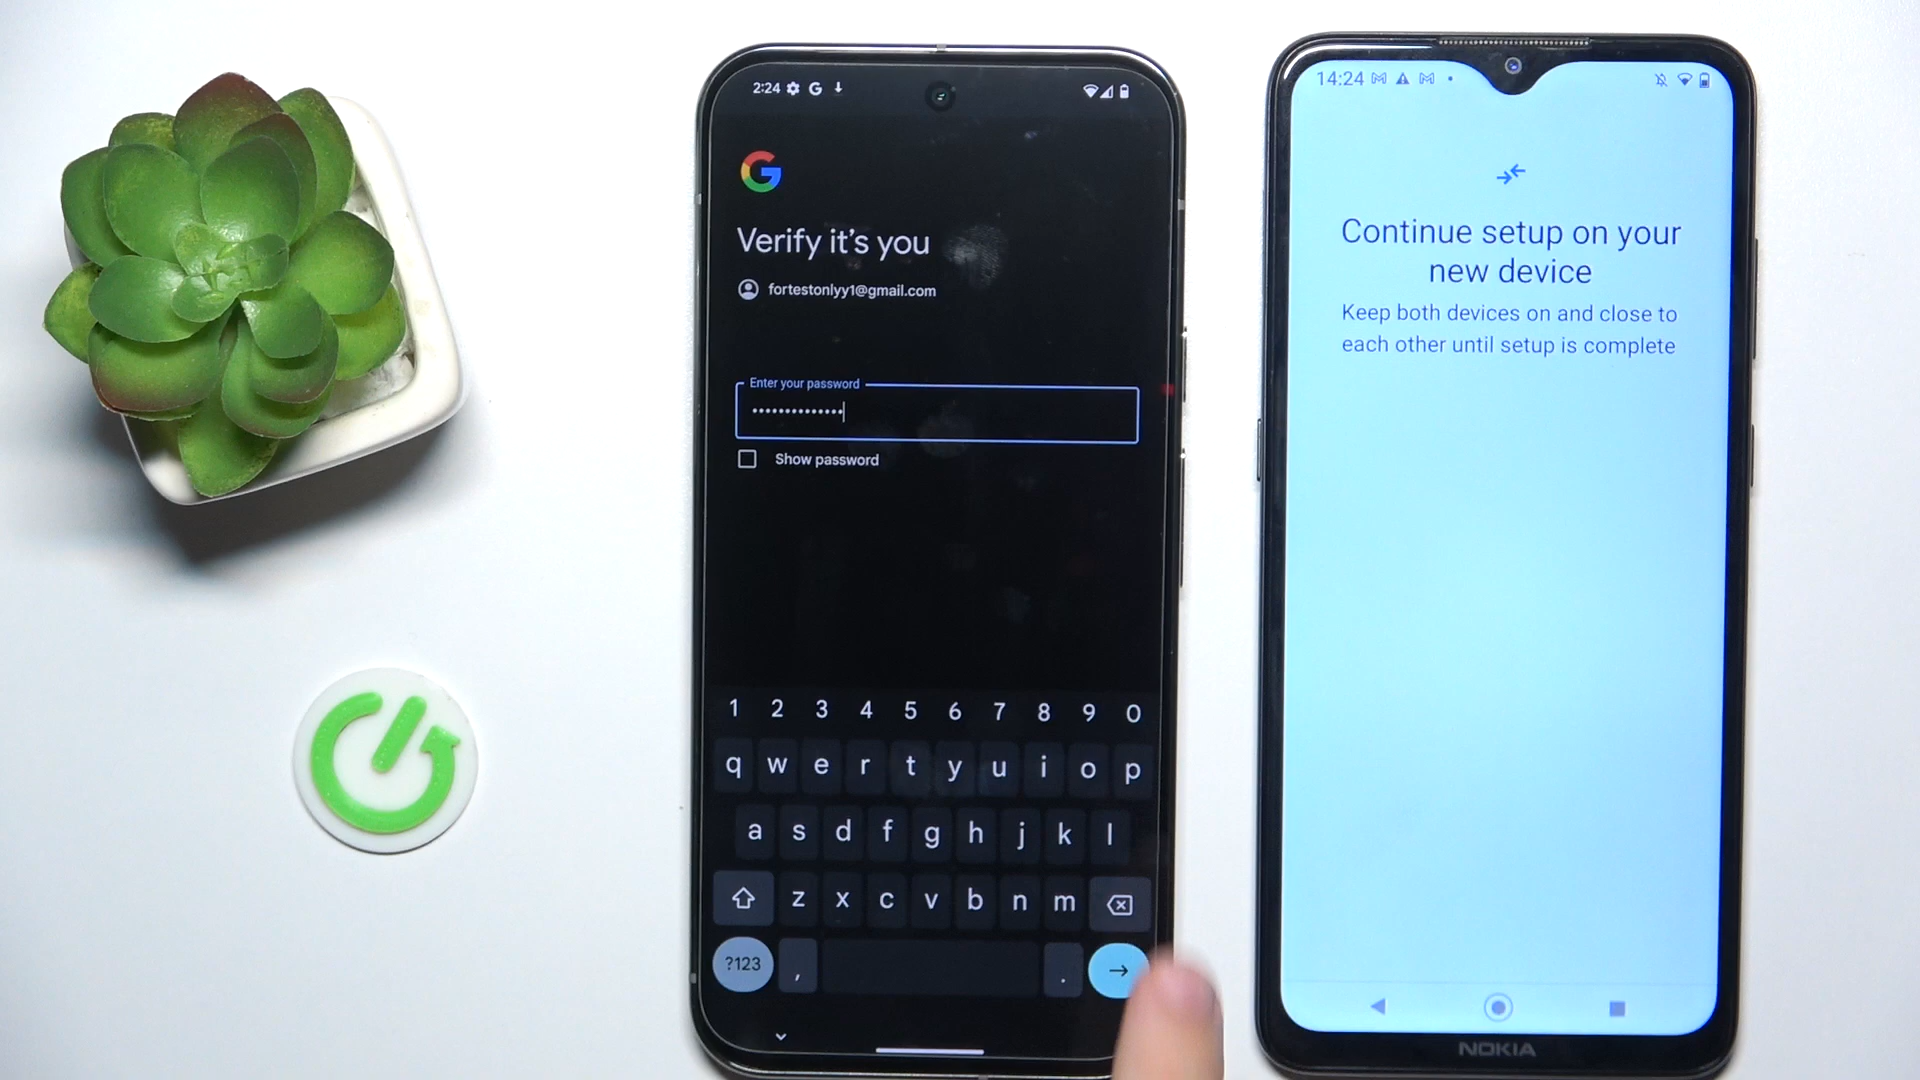 2:24
Verify it's you
fortestonlyy1@gmail.com
Enter your password
••••••••••••••
Show password
1 2 3 4 5 6 7 8 9 0
q w e r t y u i o p
a s d f g h j k l
z x c v b n m
?123 , .
14:24
Continue setup on your
new device
Keep both devices on and close to
each other until setup is complete
NOKIA